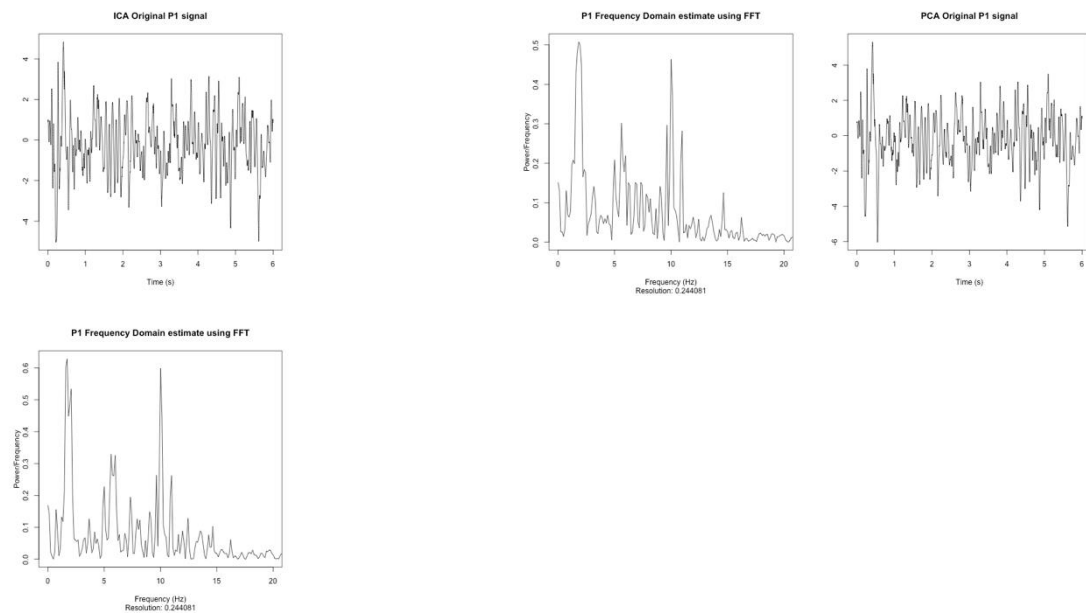 ICA Original P1 signal
4
2
0
-2
-4
0 1 2 3 4 5 6
Time (s)
P1 Frequency Domain estimate using FFT
Power/Frequency
0.5
0.4
0.3
0.2
0.1
0.0
0 5 10 15 20
Frequency (Hz)
Resolution: 0.244081
PCA Original P1 signal
4
2
0
-2
-4
-6
0 1 2 3 4 5 6
Time (s)
P1 Frequency Domain estimate using FFT
Power/Frequency
0.6
0.5
0.4
0.3
0.2
0.1
0.0
0 5 10 15 20
Frequency (Hz)
Resolution: 0.244081